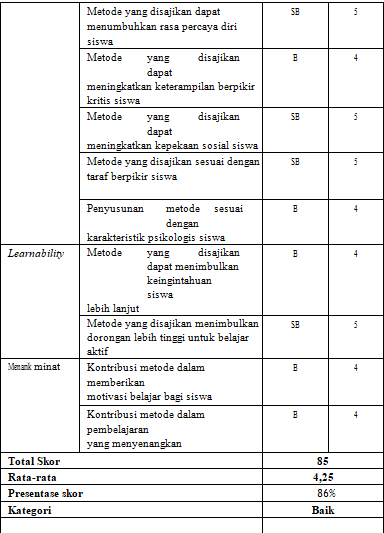 Metode yang disajikan dapat SB 5
menumbuhkan rasa percaya diri
siswa
Metode yang disajikan B 4
dapat
meningkatkan keterampilan berpikir
kritis siswa
Metode yang disajikan SB 5
dapat
meningkatkan kepekaan sosial siswa
Metode yang disajikan sesuai dengan SB 5
taraf berpikir siswa
Penyusunan metode sesuai B 4
dengan
karakteristik psikologis siswa
Learnability Metode yang disajikan B 4
dapat menimbulkan
keingintahuan
siswa
lebih lanjut
Metode yang disajikan menimbulkan SB 5
dorongan lebih tinggi untuk belajar
aktif
Menarik minat Kontribusi metode dalam B 4
memberikan
motivasi belajar bagi siswa
Kontribusi metode dalam B 4
pembelajaran
yang menyenangkan
Total Skor 85
Rata-rata 4,25
Presentase skor 86%
Kategori Baik